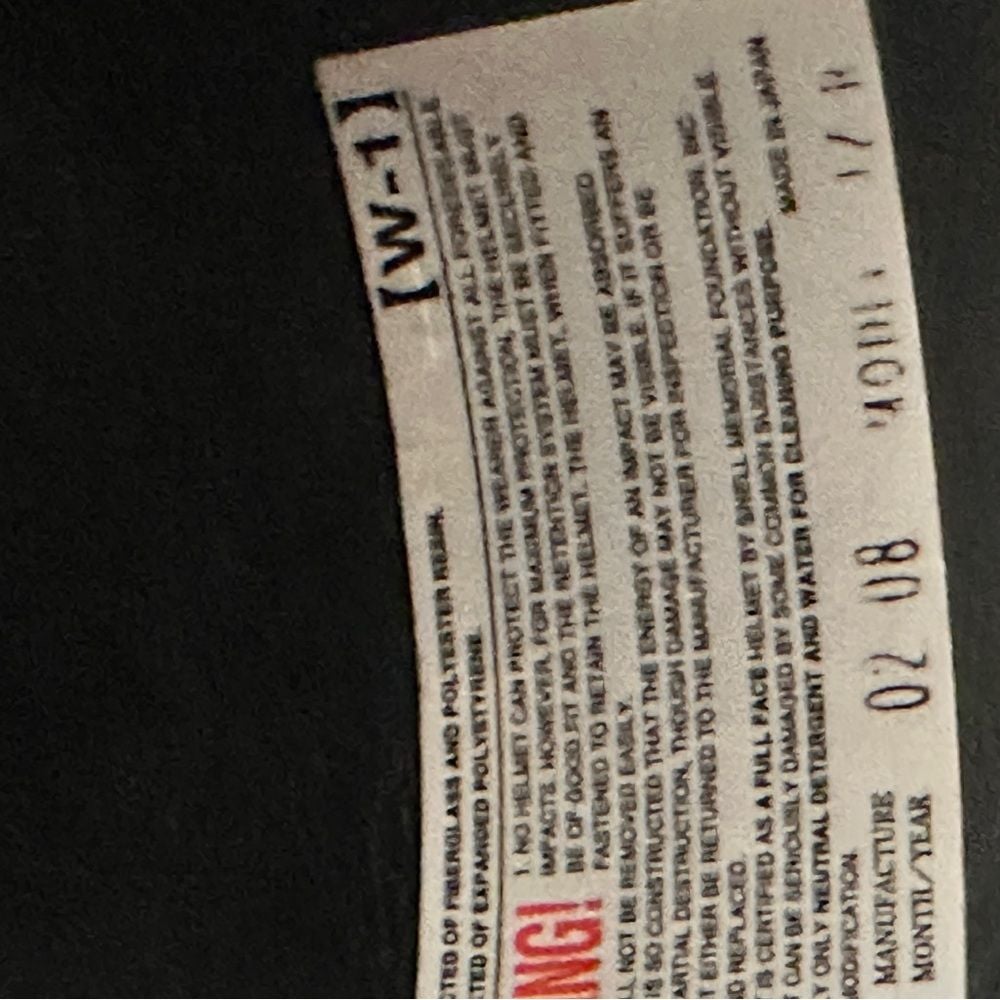 【W-1】
CTED OF FIBERGLASS AND POLYESTER RESIN.
TED OF EXPANDED POLYSTYRENE.
NG!
1. NO HELMET CAN PROTECT THE WEARER AGAINST ALL FORESEEABLE
IMPACTS. HOWEVER, FOR MAXIMUM PROTECTION, THE HELMET MUST
BE OF GOOD FIT AND THE RETENTION SYSTEM MUST BE SECURELY
FASTENED TO RETAIN THE HELMET. THE HELMET, WHEN FITTED AND
LL NOT BE REMOVED EASILY.
IS SO CONSTRUCTED THAT THE ENERGY OF AN IMPACT MAY BE ABSORBED
ARTIAL DESTRUCTION, THOUGH DAMAGE MAY NOT BE VISIBLE. IF IT SUFFERS AN
T EITHER BE RETURNED TO THE MANUFACTURER FOR INSPECTION OR BE
D REPLACED.
IS CERTIFIED AS A FULL FACE HELMET BY SNELL MEMORIAL FOUNDATION, INC.
CAN BE SERIOUSLY DAMAGED BY SOME COMMON SUBSTANCES WITHOUT VISIBLE
Y ONLY NEUTRAL DETERGENT AND WATER FOR CLEANING PURPOSE.
MODIFICATION
MADE IN JAPAN
MANUFACTURE
MONTH/YEAR
02 08